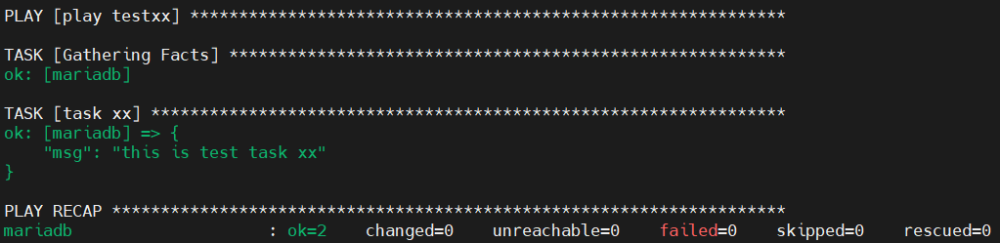 PLAY [play testxx] *************************************************************
TASK [Gathering Facts] *********************************************************
ok: [mariadb]
TASK [task xx] *****************************************************************
ok: [mariadb] => {
    "msg": "this is test task xx"
}
PLAY RECAP *********************************************************************
mariadb                    : ok=2    changed=0    unreachable=0    failed=0    skipped=0    rescued=0